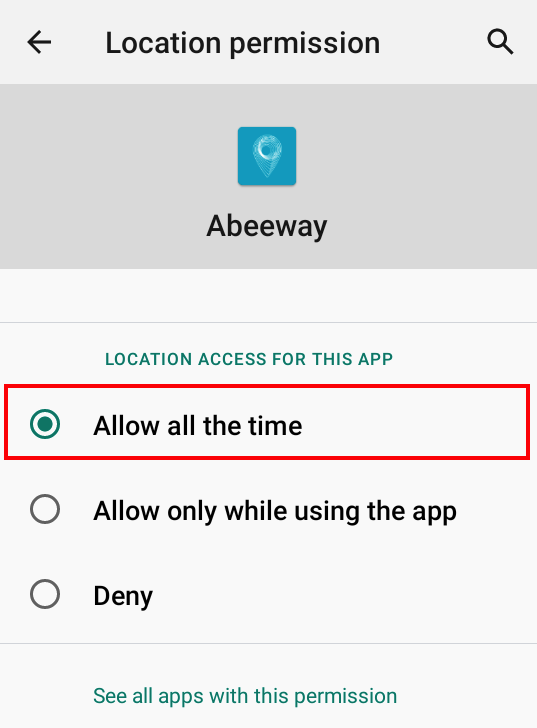 Location permission
Abeeway
LOCATION ACCESS FOR THIS APP
Allow all the time
Allow only while using the app
Deny
See all apps with this permission